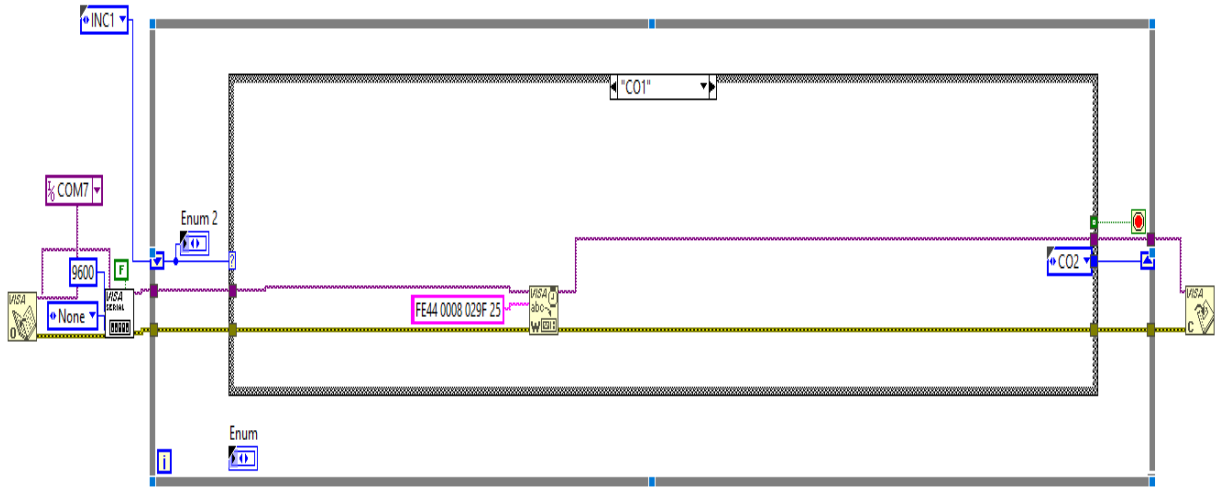 INC1
"CO1"
COM7
Enum 2
9600
F
2
CO2
VISA
VISA
SERIAL
None
VISA
abc
W
FE44 0008 029F 25
VISA
O
C
Enum
i